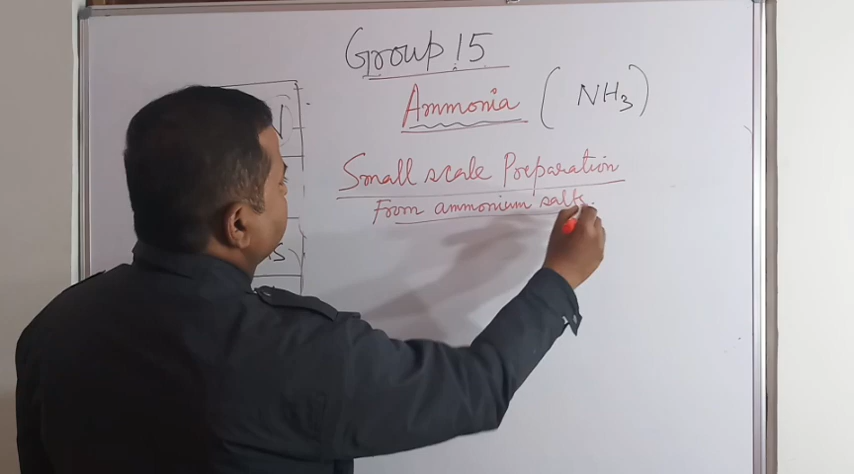 Group 15
Ammonia ( NH3 )
Small scale Preparation
From ammonium salts.